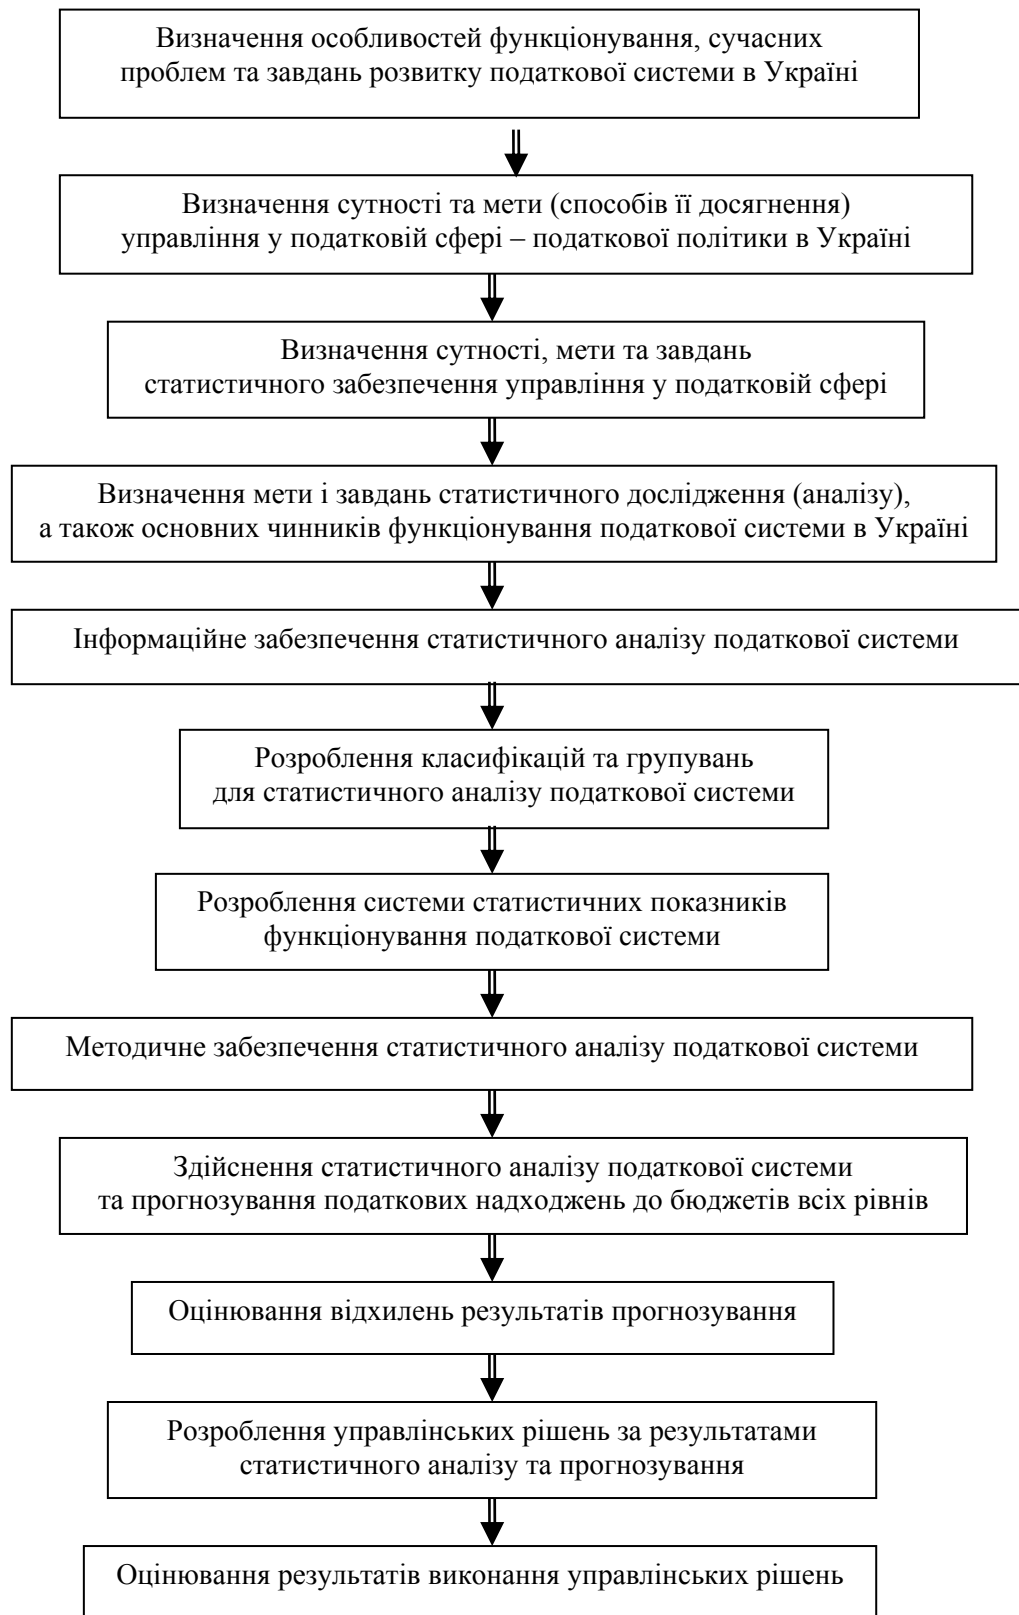 Визначення особливостей функціонування, сучасних
проблем та завдань розвитку податкової системи в Україні
Визначення сутності та мети (способів її досягнення)
управління у податковій сфері – податкової політики в Україні
Визначення сутності, мети та завдань
статистичного забезпечення управління у податковій сфері
Визначення мети і завдань статистичного дослідження (аналізу),
а також основних чинників функціонування податкової системи в Україні
Інформаційне забезпечення статистичного аналізу податкової системи
Розроблення класифікацій та групувань
для статистичного аналізу податкової системи
Розроблення системи статистичних показників
функціонування податкової системи
Методичне забезпечення статистичного аналізу податкової системи
Здійснення статистичного аналізу податкової системи
та прогнозування податкових надходжень до бюджетів всіх рівнів
Оцінювання відхилень результатів прогнозування
Розроблення управлінських рішень за результатами
статистичного аналізу та прогнозування
Оцінювання результатів виконання управлінських рішень